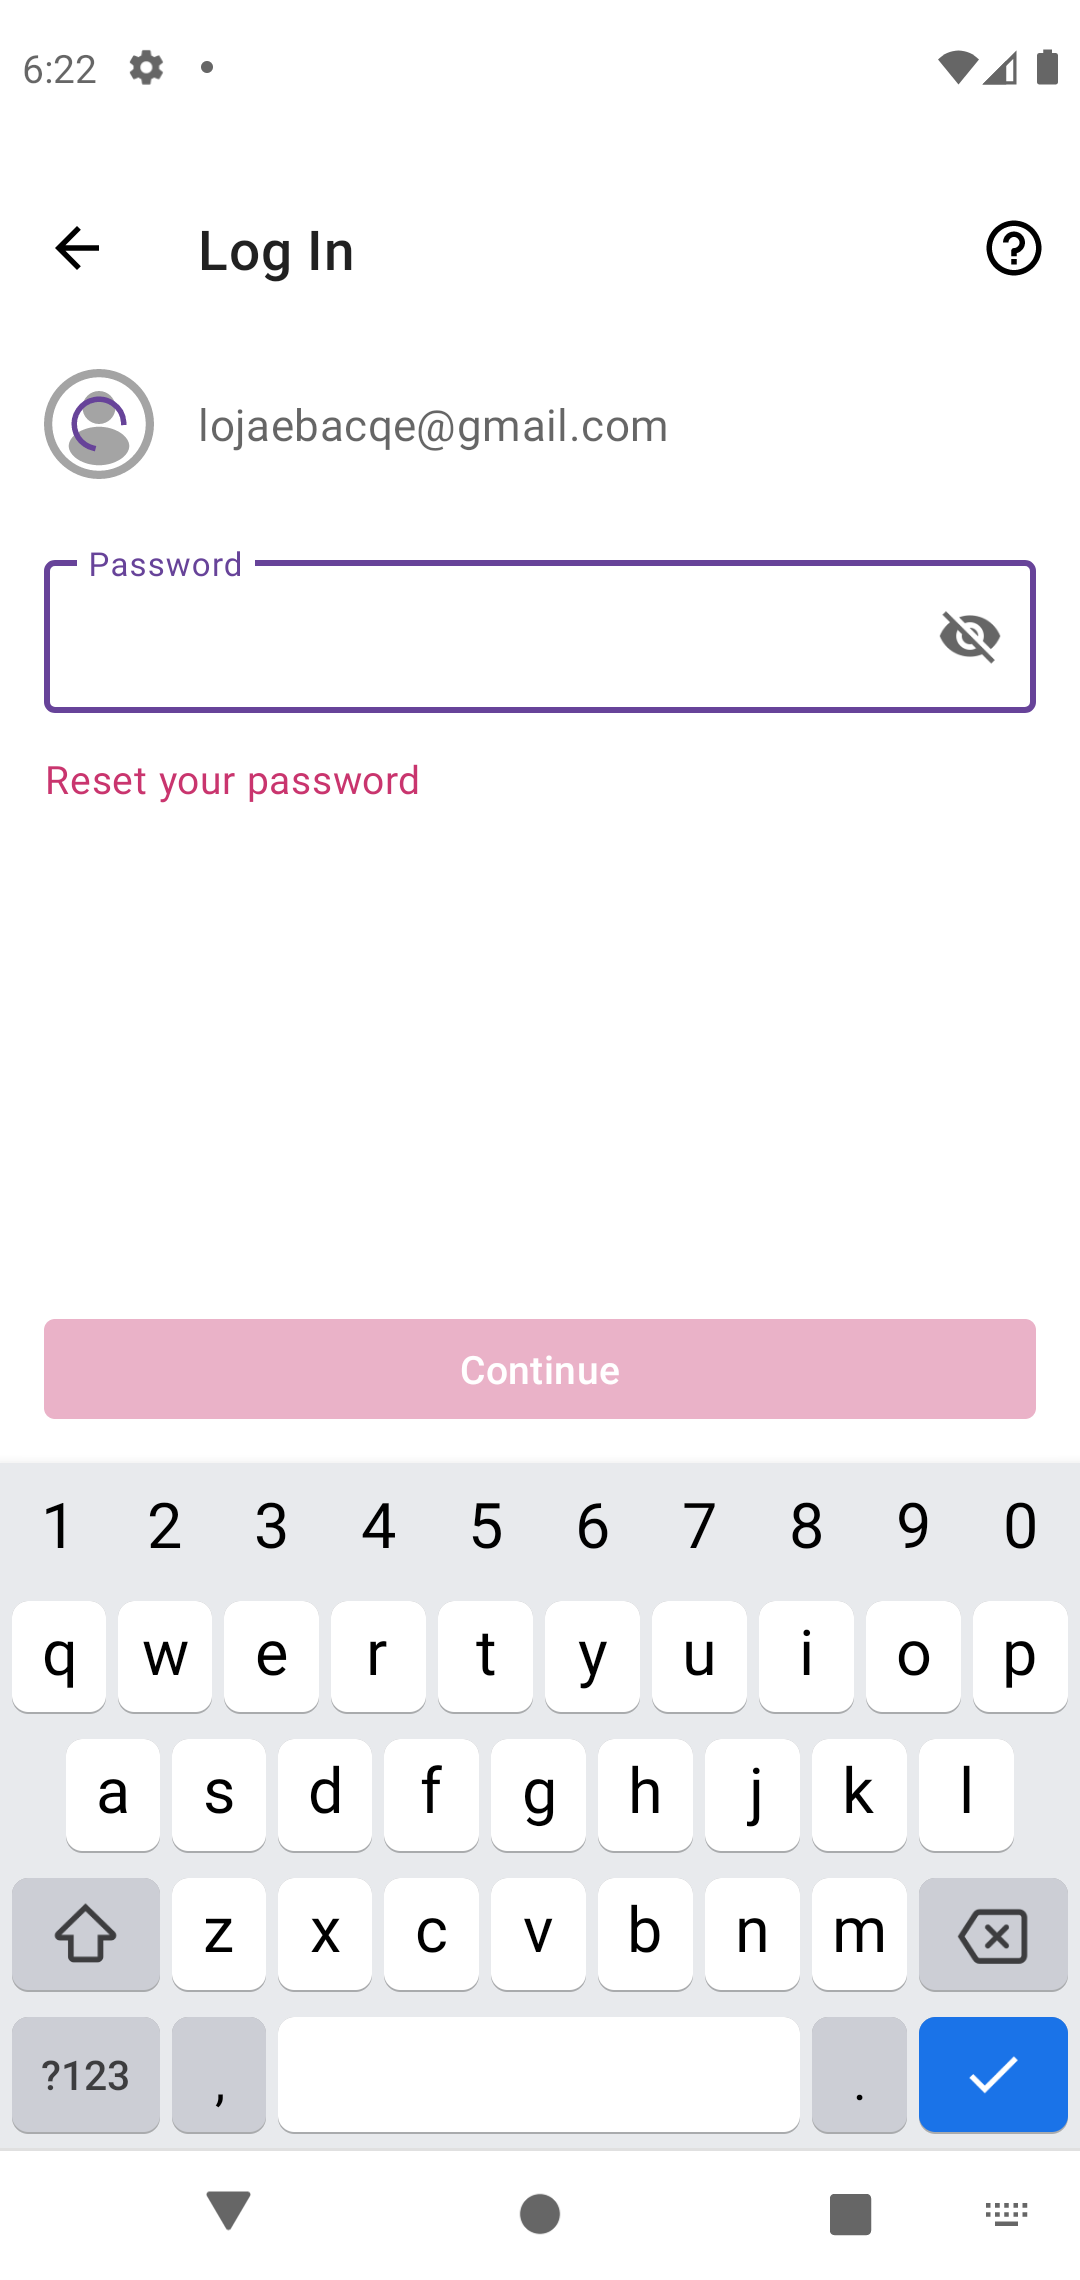 6:22
Log In
lojaebacqe@gmail.com
Password
Reset your password
Continue
1 2 3 4 5 6 7 8 9 0
q w e r t y u i o p
a s d f g h j k l
z x c v b n m
?123 , .